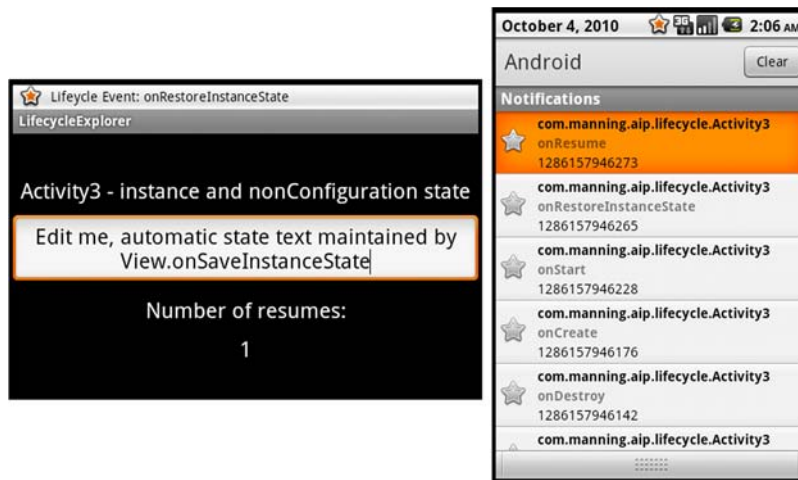 Lifeycle Event: onRestoreInstanceState
LifecycleExplorer
Activity3 - instance and nonConfiguration state
Edit me, automatic state text maintained by
View.onSaveInstanceState
Number of resumes:
1
October 4, 2010 3G 2:06 AM
Android Clear
Notifications
com.manning.aip.lifecycle.Activity3
onResume
1286157946273
com.manning.aip.lifecycle.Activity3
onRestoreInstanceState
1286157946265
com.manning.aip.lifecycle.Activity3
onStart
1286157946228
com.manning.aip.lifecycle.Activity3
onCreate
1286157946176
com.manning.aip.lifecycle.Activity3
onDestroy
1286157946142
com.manning.aip.lifecycle.Activity3